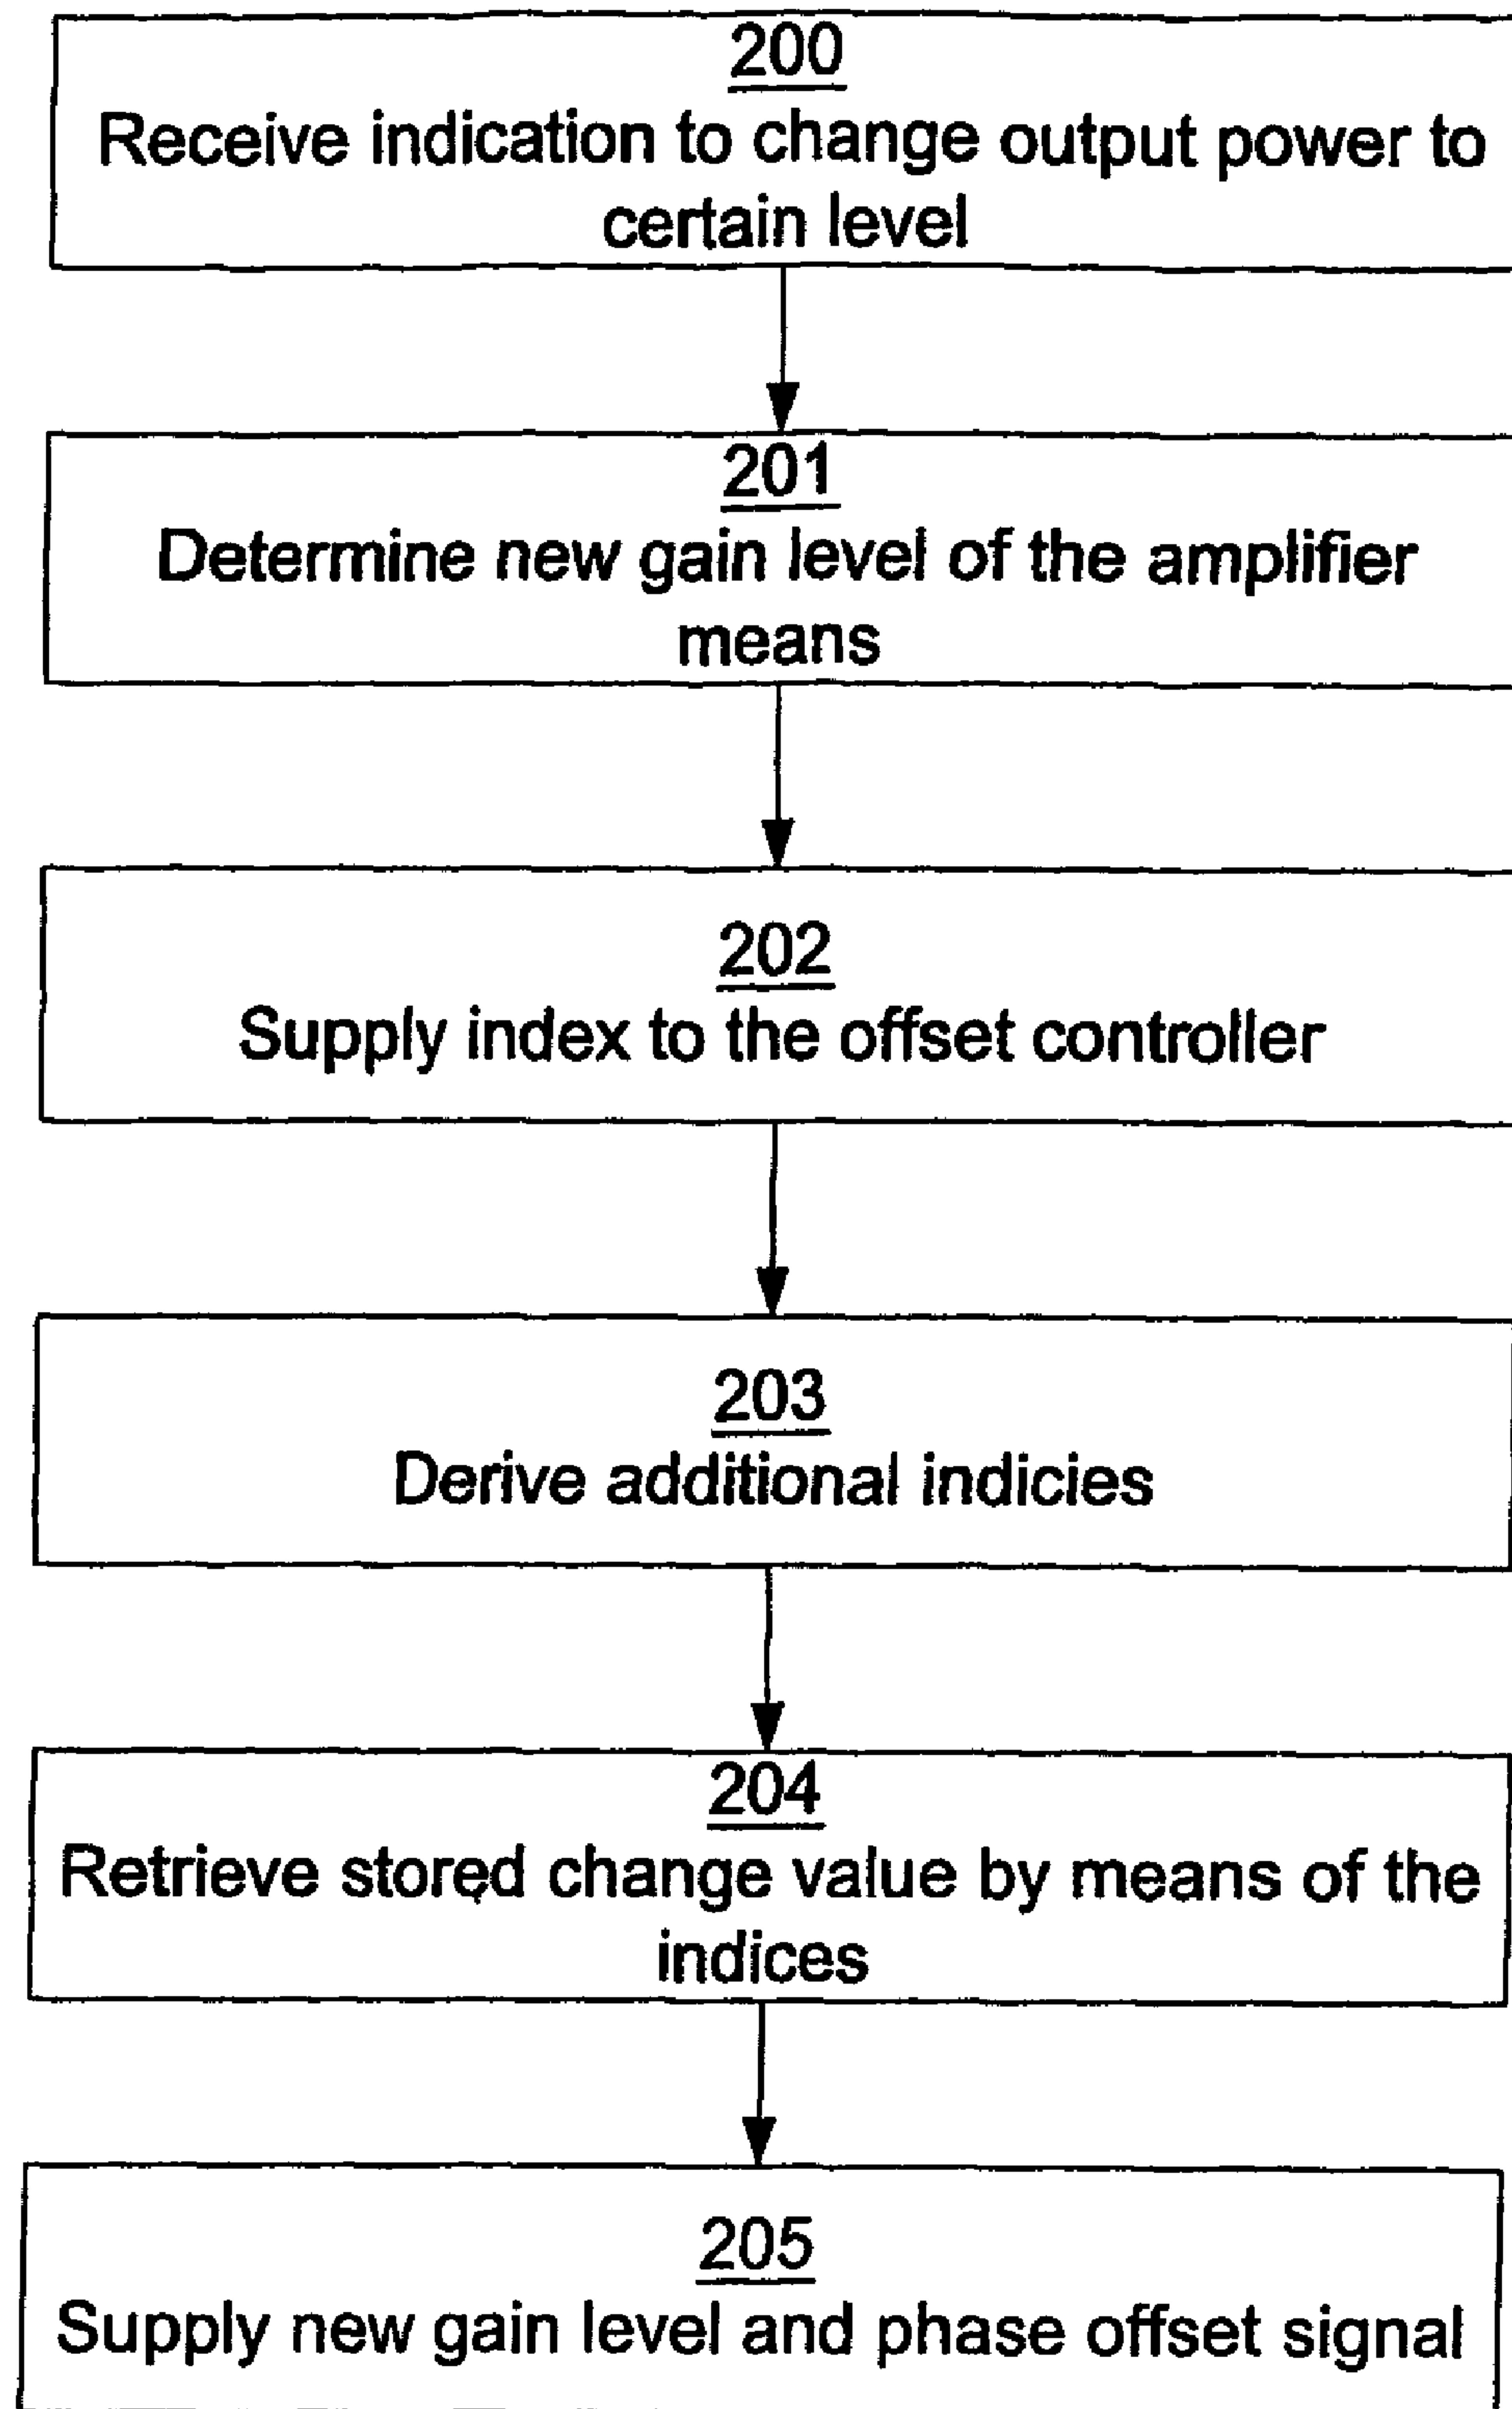 200
Receive indication to change output power to
certain level
201
Determine new gain level of the amplifier
means
202
Supply index to the offset controller
203
Derive additional indicies
204
Retrieve stored change value by means of the
indices
205
Supply new gain level and phase offset signal